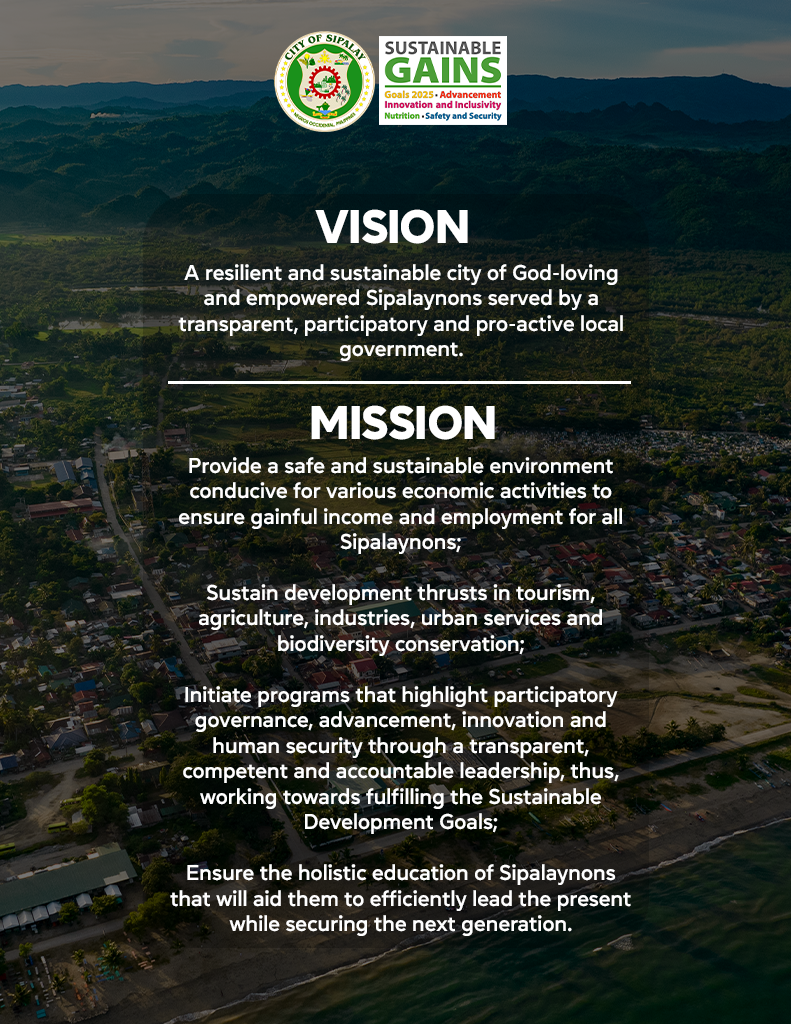 CITY OF SIPALAY
NEGROS OCCIDENTAL, PHILIPPINES
SUSTAINABLE
GAINS
Goals 2025 • Advancement
Innovation and Inclusivity
Nutrition • Safety and Security
VISION
A resilient and sustainable city of God-loving
and empowered Sipalaynons served by a
transparent, participatory and pro-active local
government.
MISSION
Provide a safe and sustainable environment
conducive for various economic activities to
ensure gainful income and employment for all
Sipalaynons;
Sustain development thrusts in tourism,
agriculture, industries, urban services and
biodiversity conservation;
Initiate programs that highlight participatory
governance, advancement, innovation and
human security through a transparent,
competent and accountable leadership, thus,
working towards fulfilling the Sustainable
Development Goals;
Ensure the holistic education of Sipalaynons
that will aid them to efficiently lead the present
while securing the next generation.